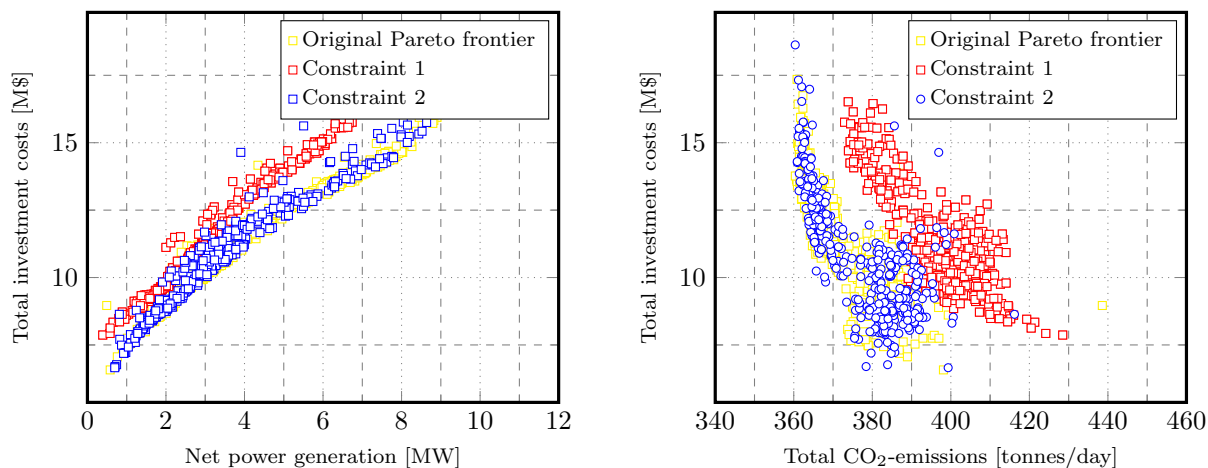 Original Pareto frontier
Constraint 1
Constraint 2
Total investment costs [M$]
15
10
0 2 4 6 8 10 12
Net power generation [MW]
Original Pareto frontier
Constraint 1
Constraint 2
Total investment costs [M$]
15
10
340 360 380 400 420 440 460
Total CO₂-emissions [tonnes/day]